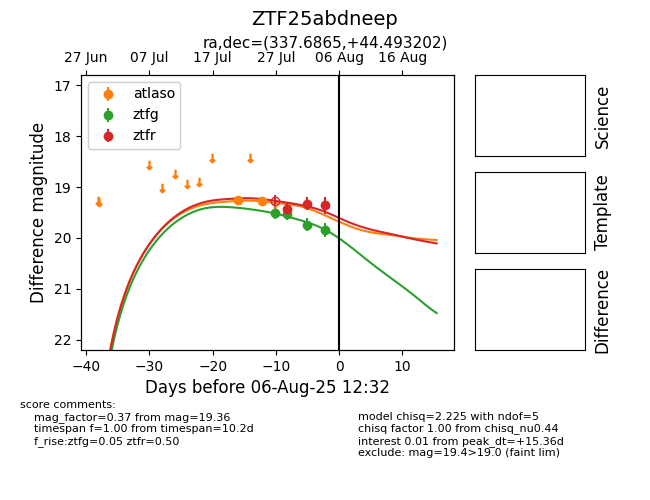 ZTF25abdneep
ra,dec=(337.6865,+44.493202)
27 Jun 07 Jul 17 Jul 27 Jul 06 Aug 16 Aug
atlaso
ztfg
ztfr
Difference magnitude
17
18
19
20
21
22
−40 −30 −20 −10 0 10
Days before 06-Aug-25 12:32
Science
Template
Difference
score comments:
mag_factor=0.37 from mag=19.36
timespan f=1.00 from timespan=10.2d
f_rise:ztfg=0.05 ztfr=0.50
model chisq=2.225 with ndof=5
chisq factor 1.00 from chisq_nu0.44
interest 0.01 from peak_dt=+15.36d
exclude: mag=19.4>19.0 (faint lim)